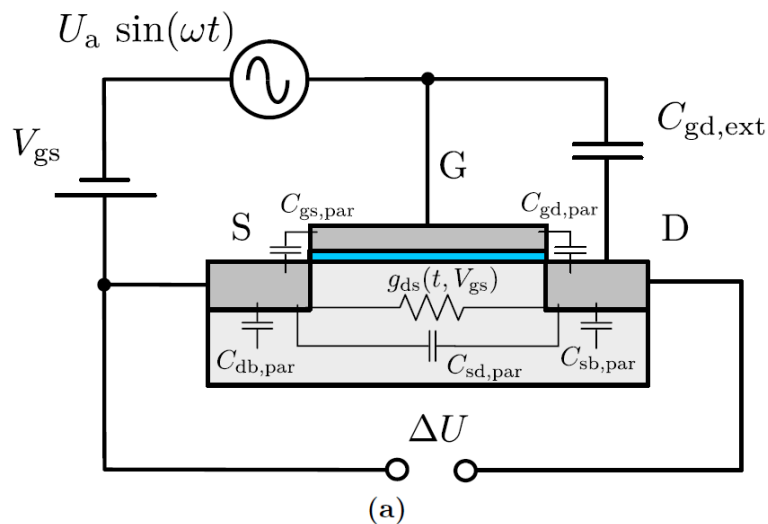 U_a sin(ωt)
V_gs
C_gd,ext
G
C_gs,par
C_gd,par
S
D
g_ds(t, V_gs)
C_db,par
C_sd,par
C_sb,par
ΔU
(a)